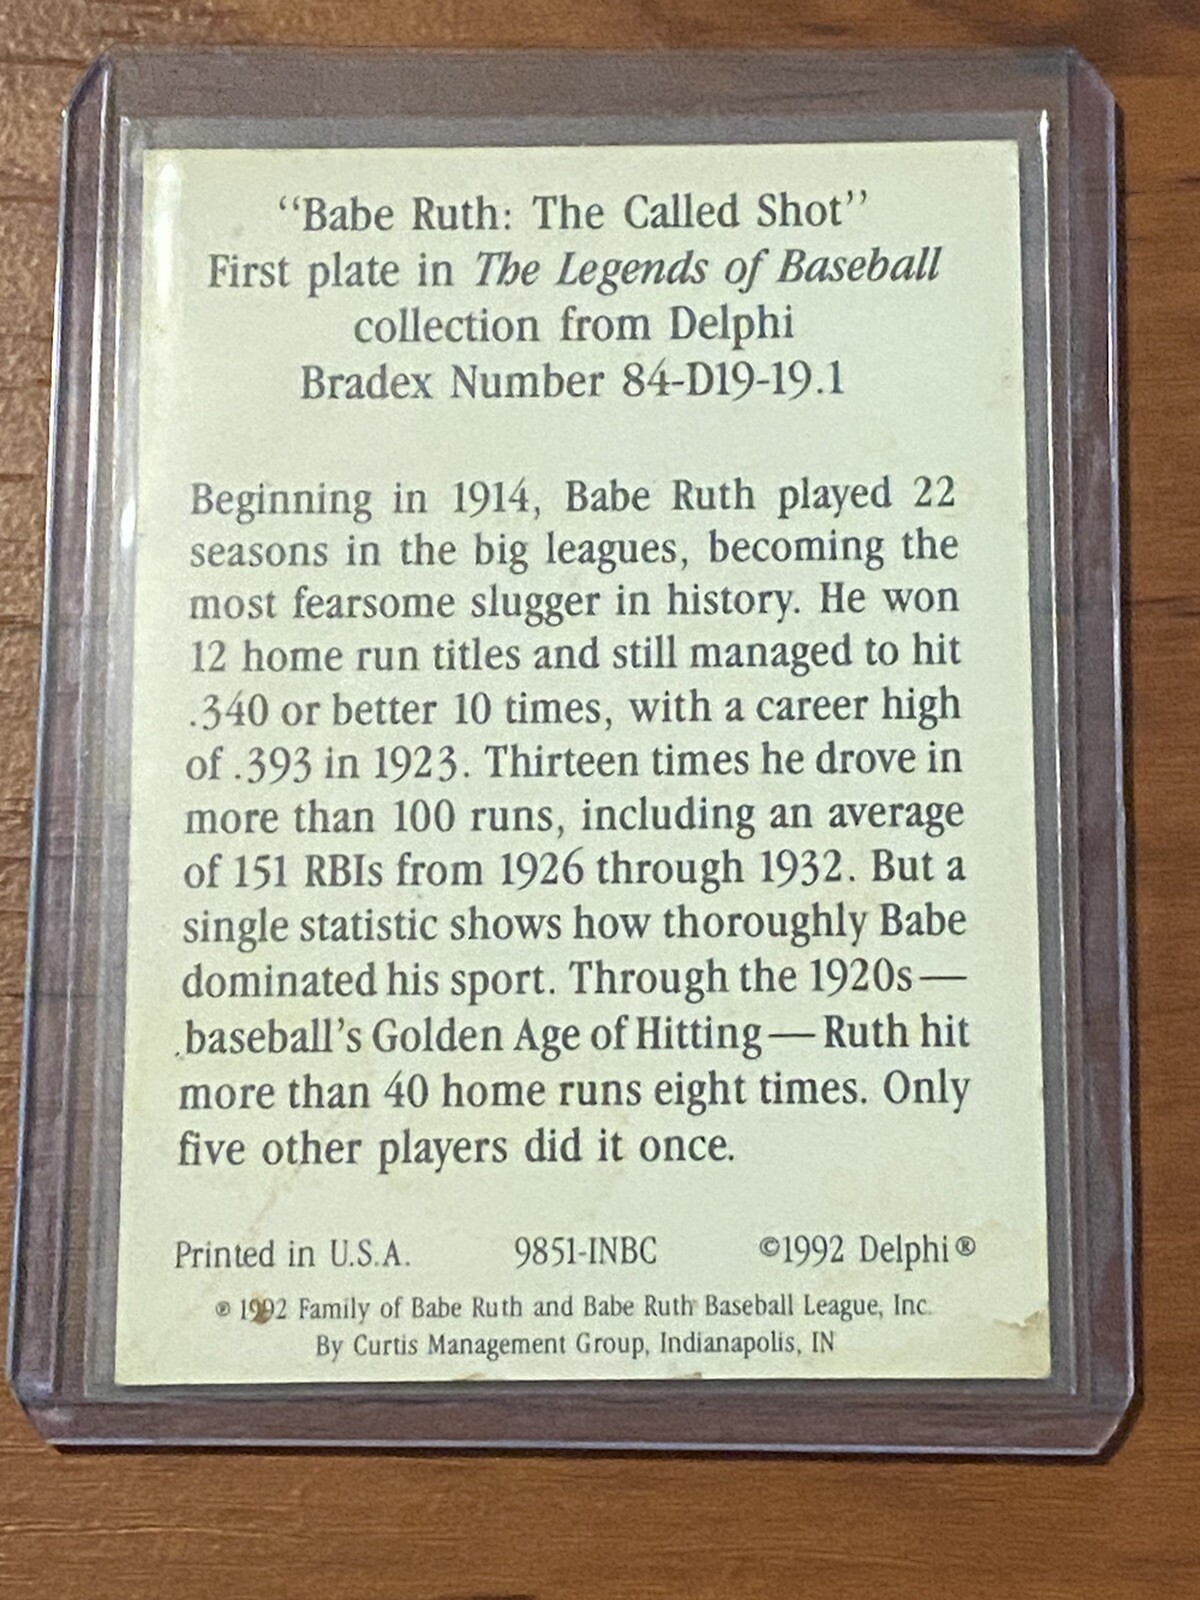 “Babe Ruth: The Called Shot”
First plate in The Legends of Baseball
collection from Delphi
Bradex Number 84-D19-19.1
Beginning in 1914, Babe Ruth played 22
seasons in the big leagues, becoming the
most fearsome slugger in history. He won
12 home run titles and still managed to hit
.340 or better 10 times, with a career high
of .393 in 1923. Thirteen times he drove in
more than 100 runs, including an average
of 151 RBIs from 1926 through 1932. But a
single statistic shows how thoroughly Babe
dominated his sport. Through the 1920s—
baseball’s Golden Age of Hitting—Ruth hit
more than 40 home runs eight times. Only
five other players did it once.
Printed in U.S.A. 9851-INBC ©1992 Delphi®
® 1992 Family of Babe Ruth and Babe Ruth Baseball League, Inc.
By Curtis Management Group, Indianapolis, IN